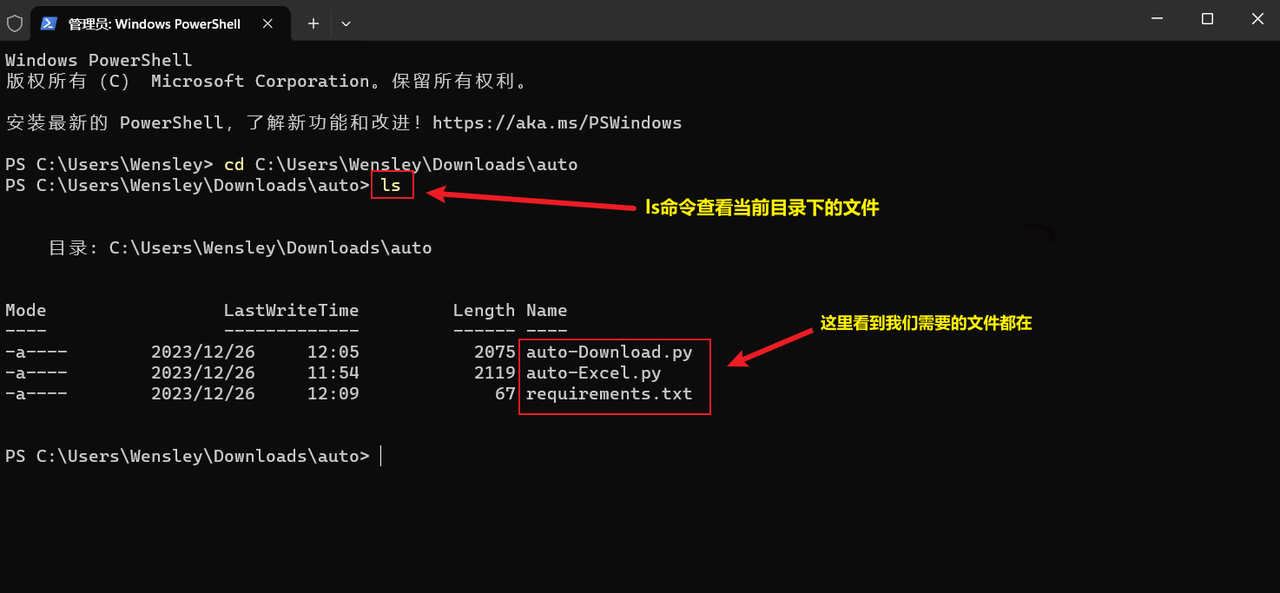 管理员: Windows PowerShell
Windows PowerShell
版权所有 (C) Microsoft Corporation。保留所有权利。
安装最新的 PowerShell，了解新功能和改进！https://aka.ms/PSWindows
PS C:\Users\Wensley> cd C:\Users\Wensley\Downloads\auto
PS C:\Users\Wensley\Downloads\auto> ls
ls命令查看当前目录下的文件
目录: C:\Users\Wensley\Downloads\auto
Mode LastWriteTime Length Name
---- ------------- ------ ----
这里看到我们需要的文件都在
-a---- 2023/12/26 12:05 2075 auto-Download.py
-a---- 2023/12/26 11:54 2119 auto-Excel.py
-a---- 2023/12/26 12:09 67 requirements.txt
PS C:\Users\Wensley\Downloads\auto>